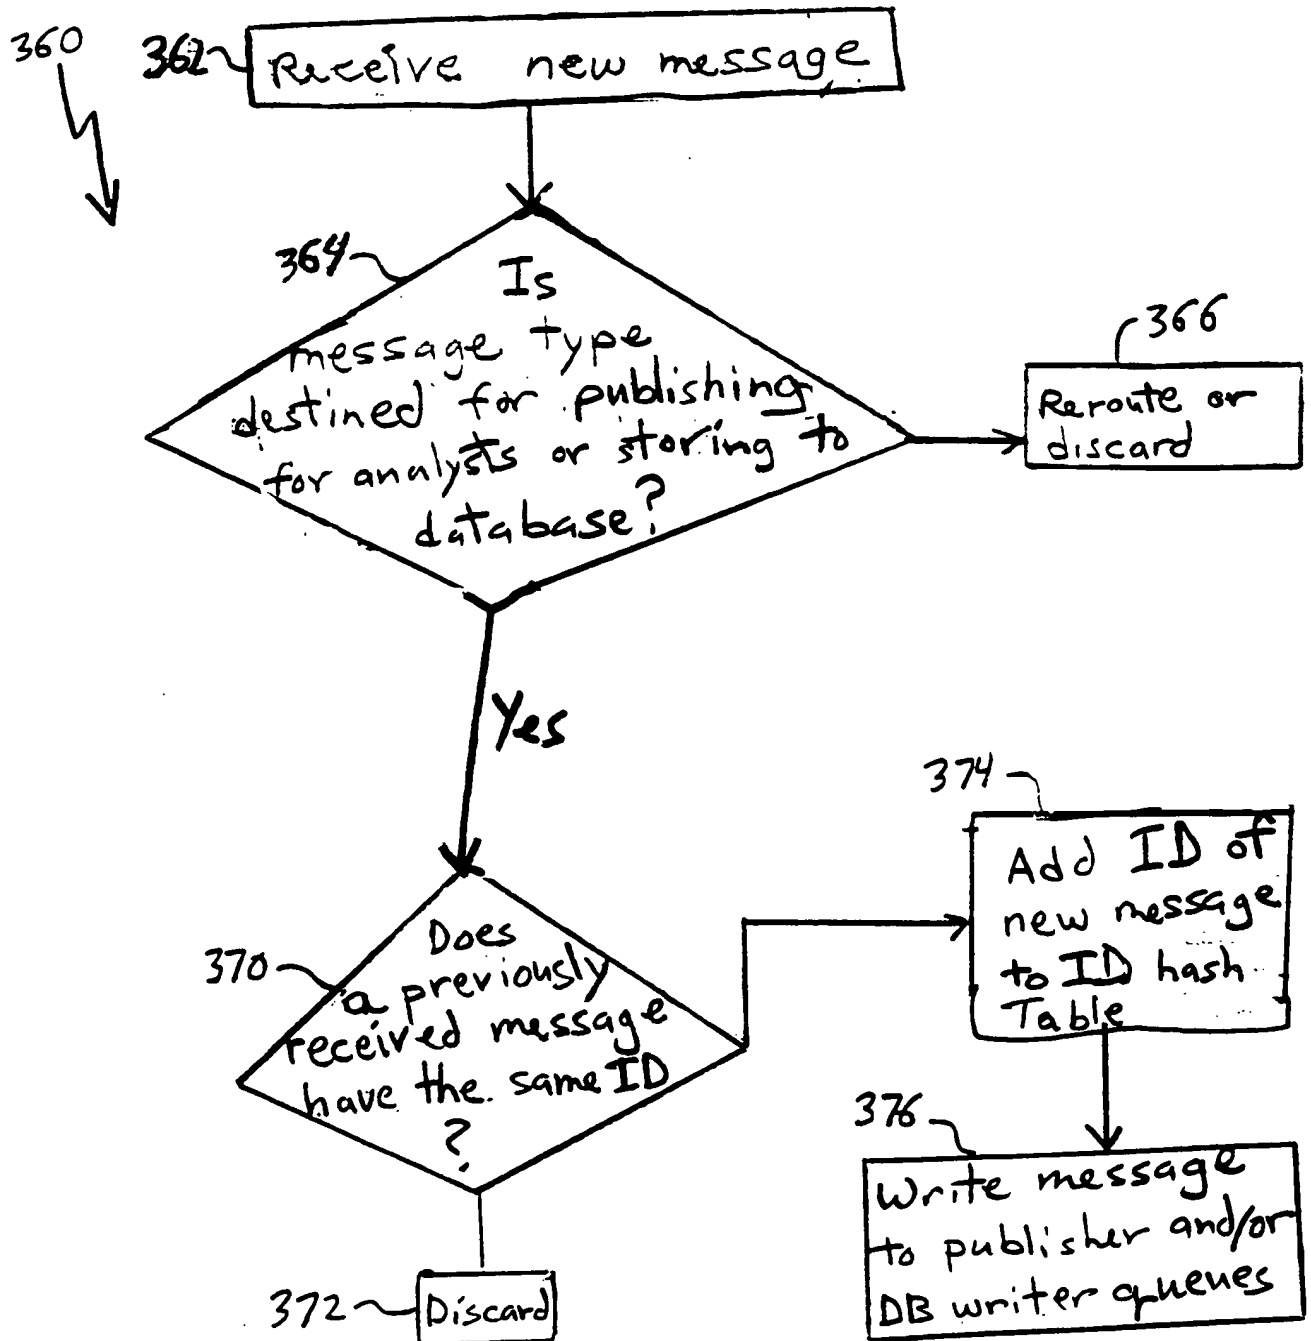 360
362
Receive new message
364
Is
message type
destined for publishing
for analysts or storing to
database?
366
Reroute or
discard
Yes
370
Does
a previously
received message
have the same ID
?
374
Add ID of
new message
to ID hash
Table
376
Write message
to publisher and/or
DB writer queues
372
Discard